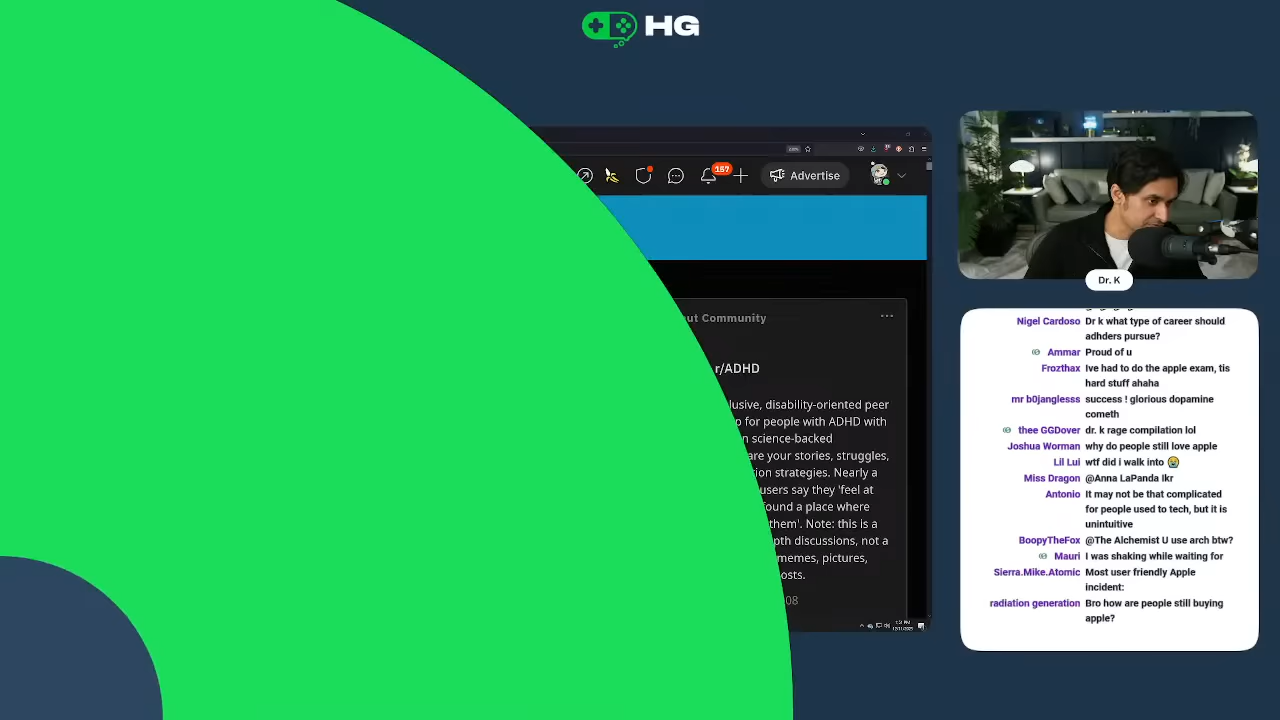 HG
157
Advertise
ut Community
r/ADHD
lusive, disability-oriented peer
p for people with ADHD with
n science-backed
are your stories, struggles,
ion strategies. Nearly a
users say they 'feel at
found a place where
them'. Note: this is a
pth discussions, not a
memes, pictures,
osts.
08
Dr. K
Nigel Cardoso Dr k what type of career should
adhders pursue?
Ammar Proud of u
Frozthax Ive had to do the apple exam, tis
hard stuff ahaha
mr b0janglesss success ! glorious dopamine
cometh
thee GGDover dr. k rage compilation lol
Joshua Worman why do people still love apple
Lil Lui wtf did i walk into 😭
Miss Dragon @Anna LaPanda Ikr
Antonio It may not be that complicated
for people used to tech, but it is
unintuitive
BoopyTheFox @The Alchemist U use arch btw?
Mauri I was shaking while waiting for
Sierra.Mike.Atomic Most user friendly Apple
incident:
radiation generation Bro how are people still buying
apple?